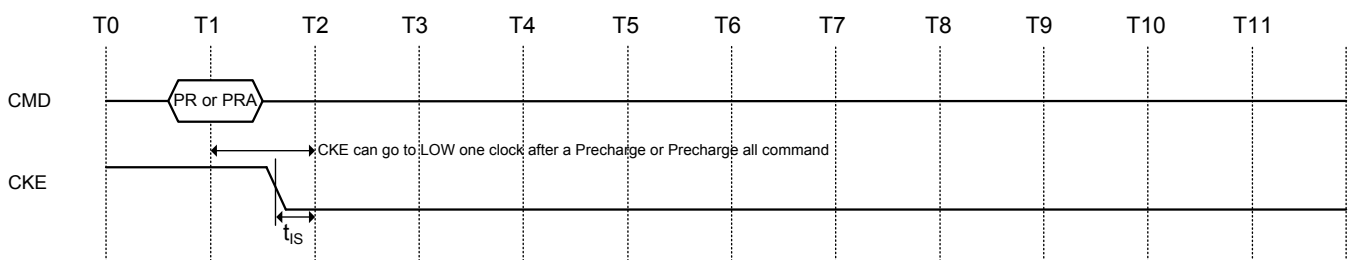 T0 T1 T2 T3 T4 T5 T6 T7 T8 T9 T10 T11
CMD PR or PRA
CKE can go to LOW one clock after a Precharge or Precharge all command
CKE
tIS